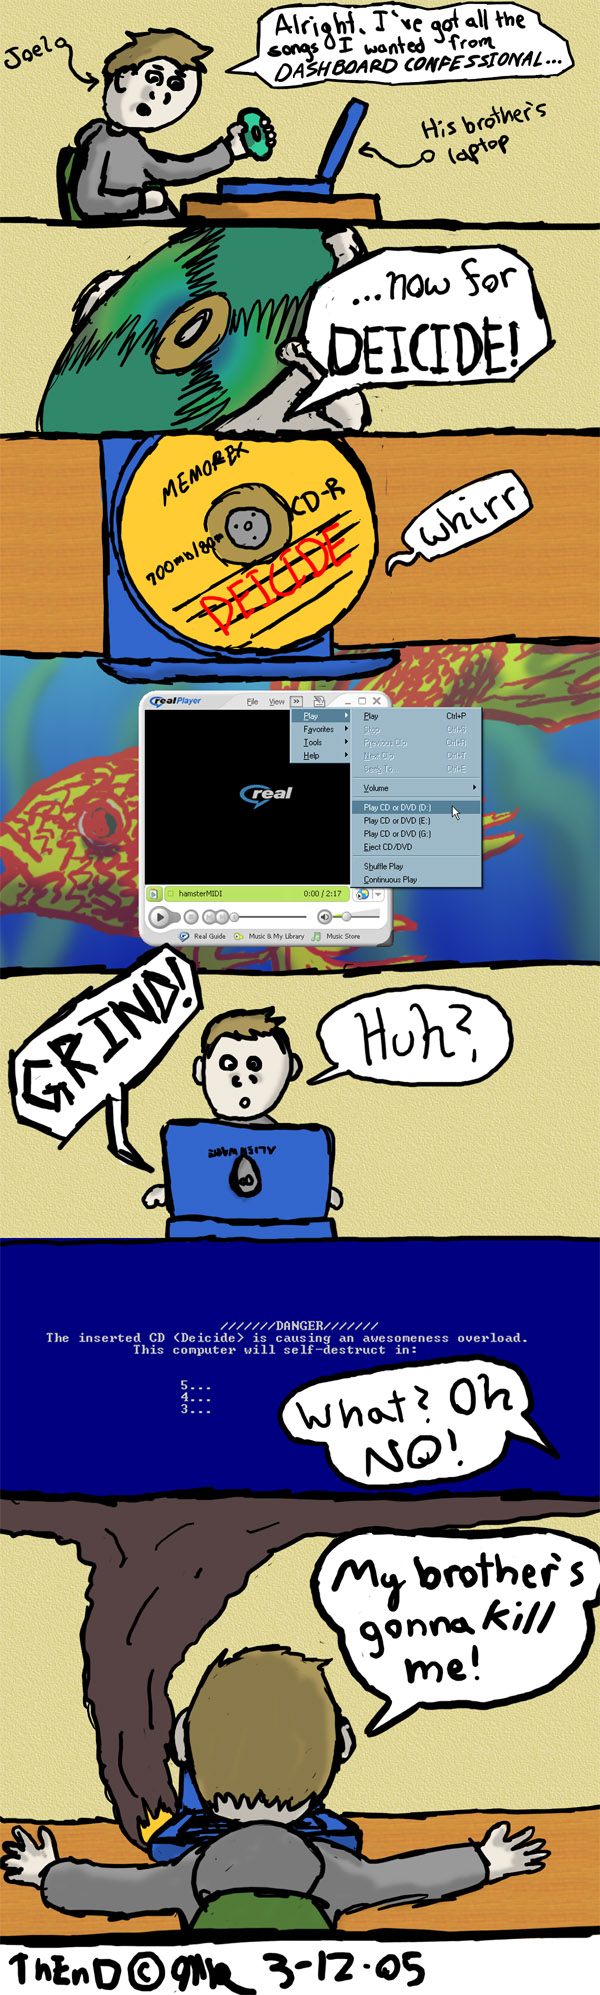 Joelo
Alright, I've got all the
songs I wanted from
DASHBOARD CONFESSIONAL...
His brother's
laptop
...now for
DEICIDE!
MEMOREX
CD-R
700mb/80m
DEICIDE
whirr
realPlayer File View >>
Play
Favorites
Tools
Help
Play Ctrl+P
Stop Ctrl+S
Previous Clip Ctrl+R
Next Clip Ctrl+T
Seek To... Ctrl+E
Volume
Play CD or DVD (D:)
Play CD or DVD (E:)
Play CD or DVD (G:)
Eject CD/DVD
Shuffle Play
Continuous Play
real
hamsterMIDI 0:00 / 2:17
Real Guide Music & My Library Music Store
GRIND!
Huh?
ALISNWARE
///////DANGER///////
The inserted CD <Deicide> is causing an awesomeness overload.
This computer will self-destruct in:
5...
4...
3...
What? Oh
NO!
My brother's
gonna kill
me!
ThEnD © 3-12-05